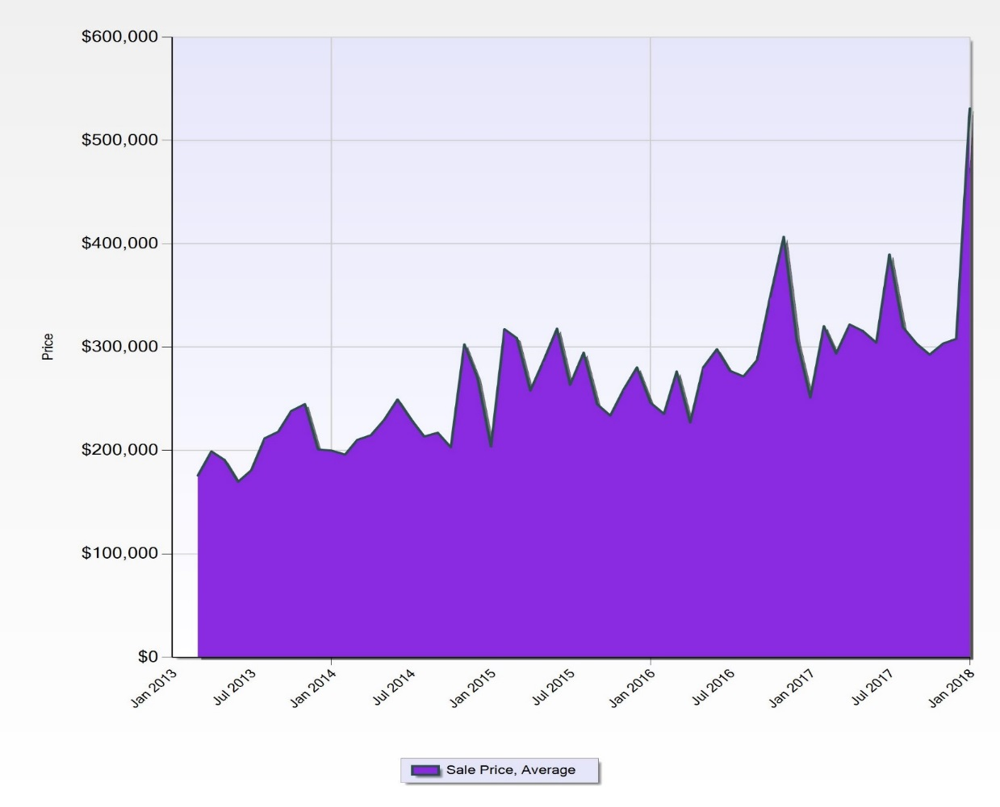 $600,000
$500,000
$400,000
$300,000
$200,000
$100,000
$0
Price
Jan 2013
Jul 2013
Jan 2014
Jul 2014
Jan 2015
Jul 2015
Jan 2016
Jul 2016
Jan 2017
Jul 2017
Jan 2018
Sale Price, Average